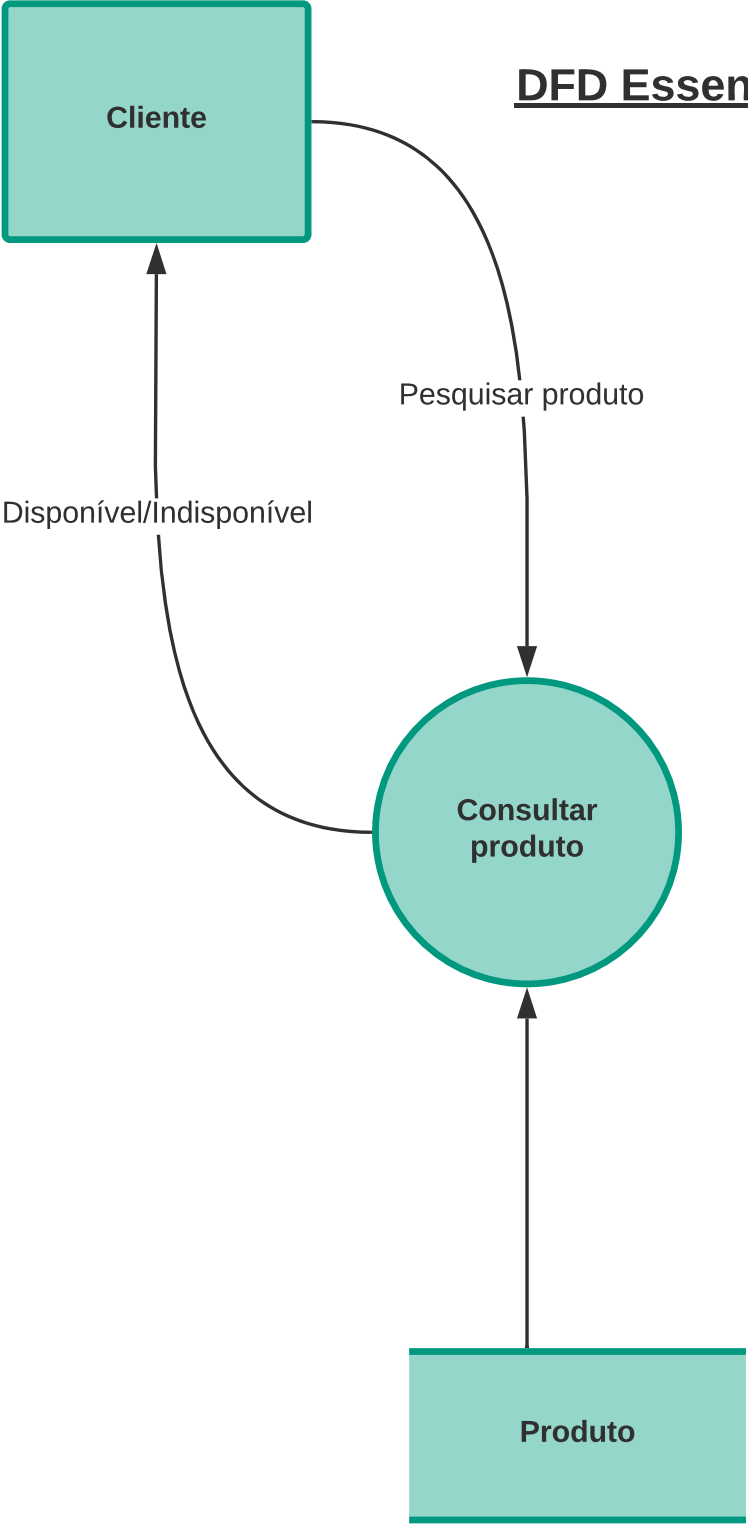 DFD Essen
Cliente
Pesquisar produto
Disponível/Indisponível
Consultar
produto
Produto